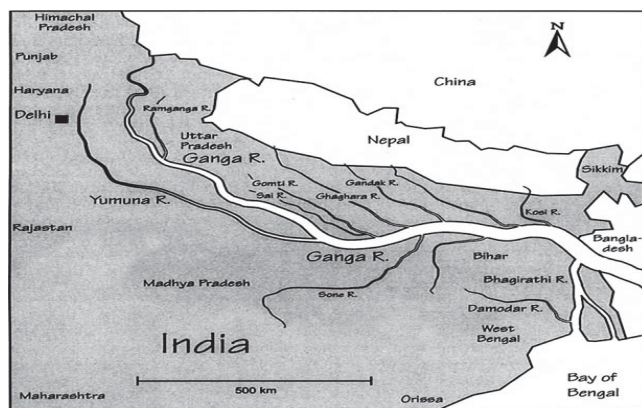 Himachal
Pradesh
N
Punjab
China
Haryana
Ramganga R.
Delhi
Uttar
Pradesh
Nepal
Ganga R.
Sikkim
Gomti R.
Gandak R.
Sai R.
Ghaghara R.
Yumuna R.
Kosi R.
Rajastan
Bangla-
desh
Ganga R.
Bihar
Madhya Pradesh
Bhagirathi R.
Sone R.
Damodar R.
West
Bengal
India
500 km
Bay of
Bengal
Maharashtra
Orissa